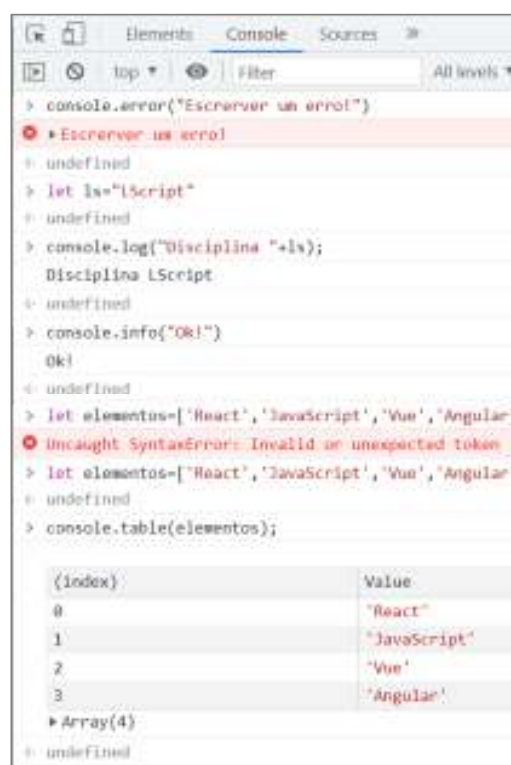 Elements Console Sources »
top ▼ Filter All levels ▼
> console.error("Escrerver um erro!")
▸Escrerver um erro!
undefined
> let ls="LScript"
undefined
> console.log("Disciplina "+ls);
Disciplina LScript
undefined
> console.info("Ok!")
Ok!
undefined
> let elementos=['React','JavaScript','Vue','Angular
Uncaught SyntaxError: Invalid or unexpected token
> let elementos=['React','JavaScript','Vue','Angular
undefined
> console.table(elementos);
(index) Value
0 'React'
1 'JavaScript'
2 'Vue'
3 'Angular'
▸Array(4)
undefined